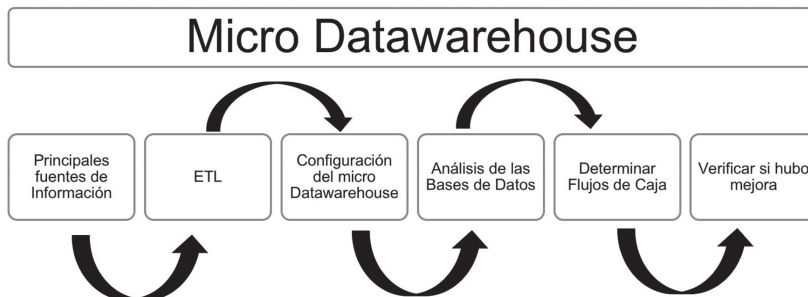 Micro Datawarehouse
Principales
fuentes de
Información
ETL
Configuración
del micro
Datawarehouse
Análisis de las
Bases de Datos
Determinar
Flujos de Caja
Verificar si hubo
mejora